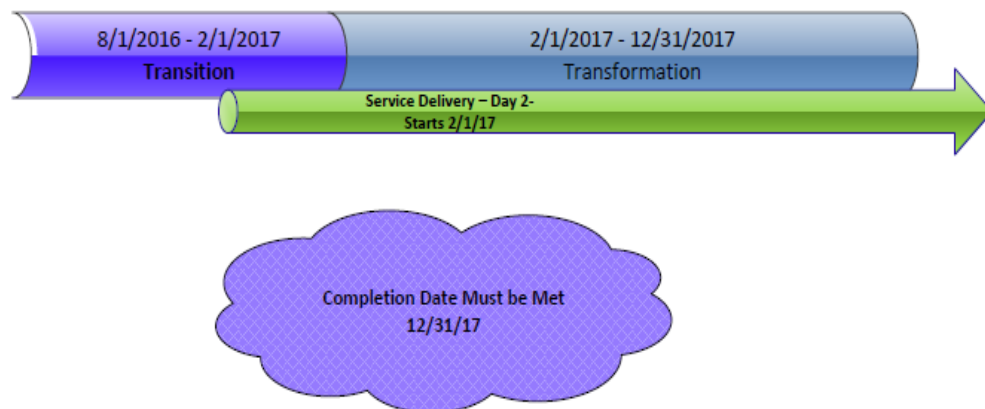 8/1/2016 - 2/1/2017
Transition
2/1/2017 - 12/31/2017
Transformation
Service Delivery – Day 2-
Starts 2/1/17
Completion Date Must be Met
12/31/17